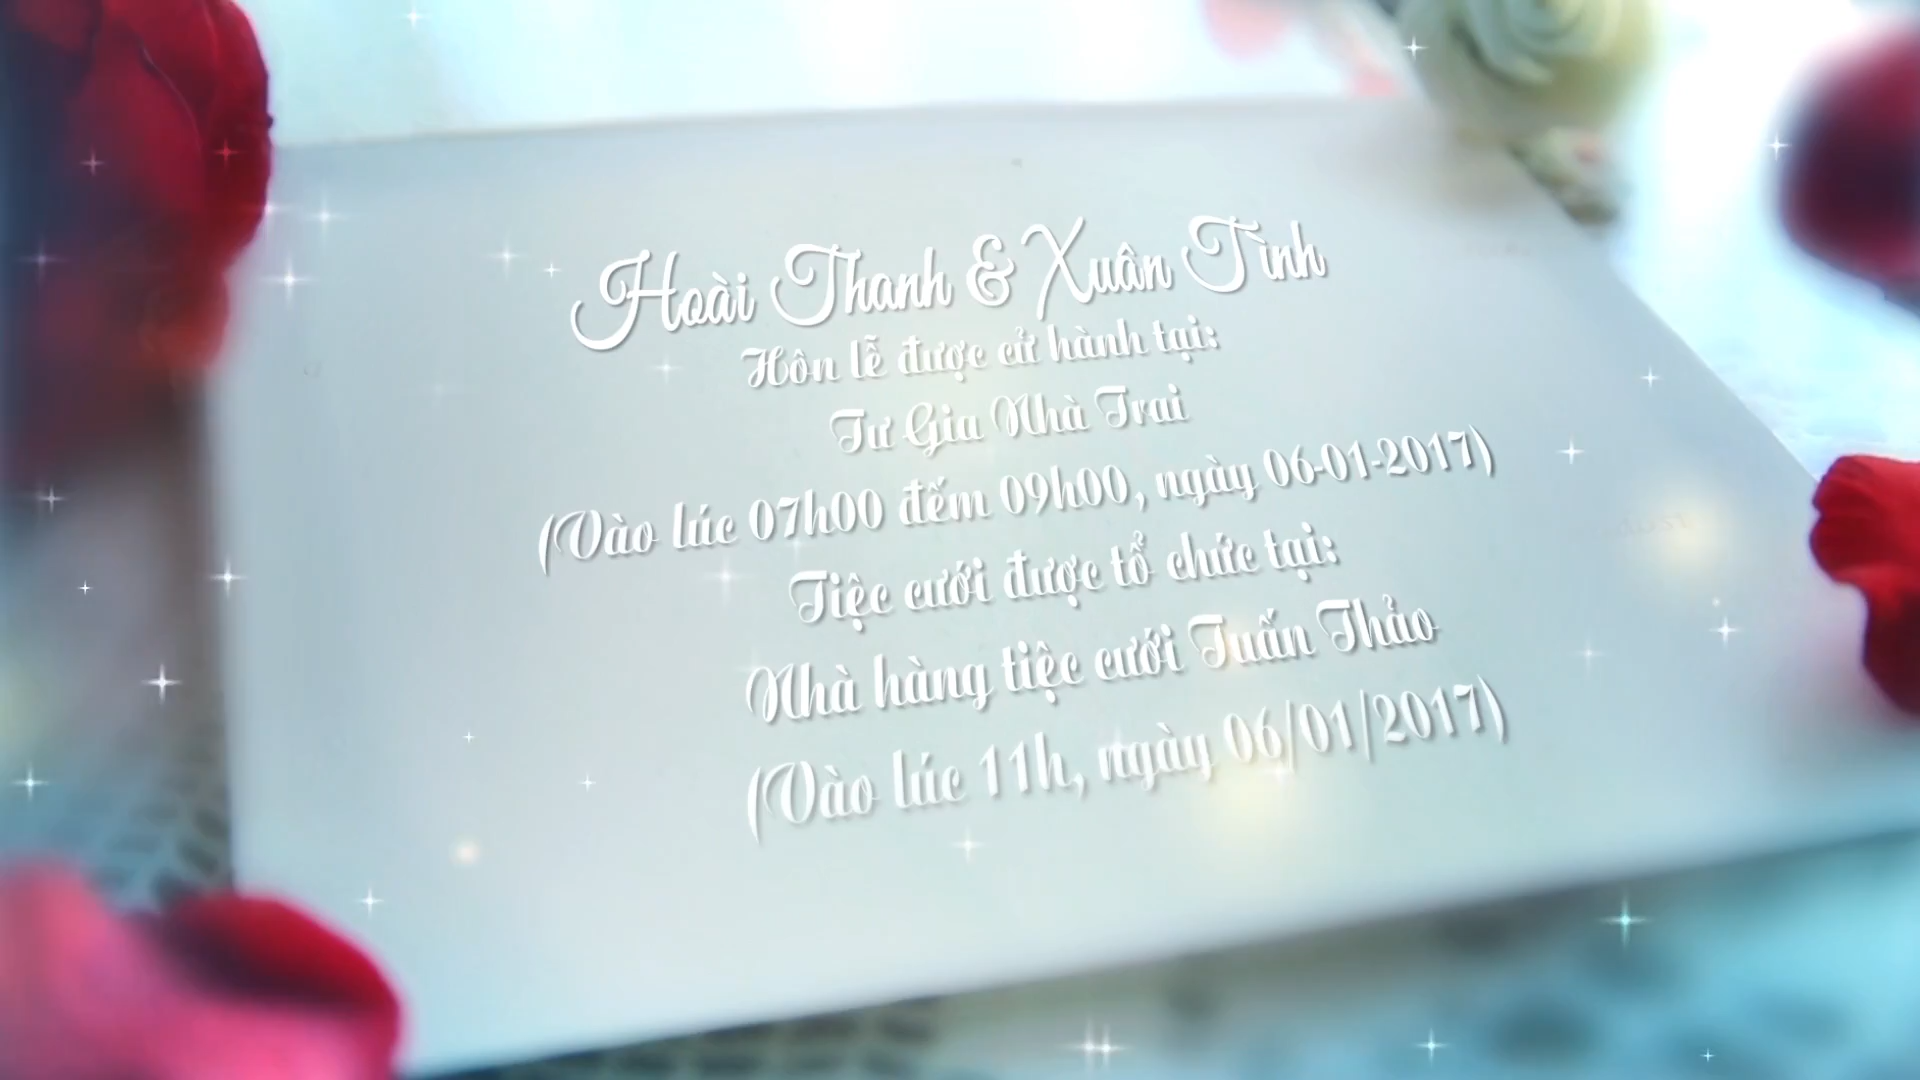 Hoài Thanh & Xuân Tình
Hôn lễ được cử hành tại:
Tư Gia Nhà Trai
(Vào lúc 07h00 đếm 09h00, ngày 06-01-2017)
Tiệc cưới được tổ chức tại:
Nhà hàng tiệc cưới Tuấn Thảo
(Vào lúc 11h, ngày 06/01/2017)